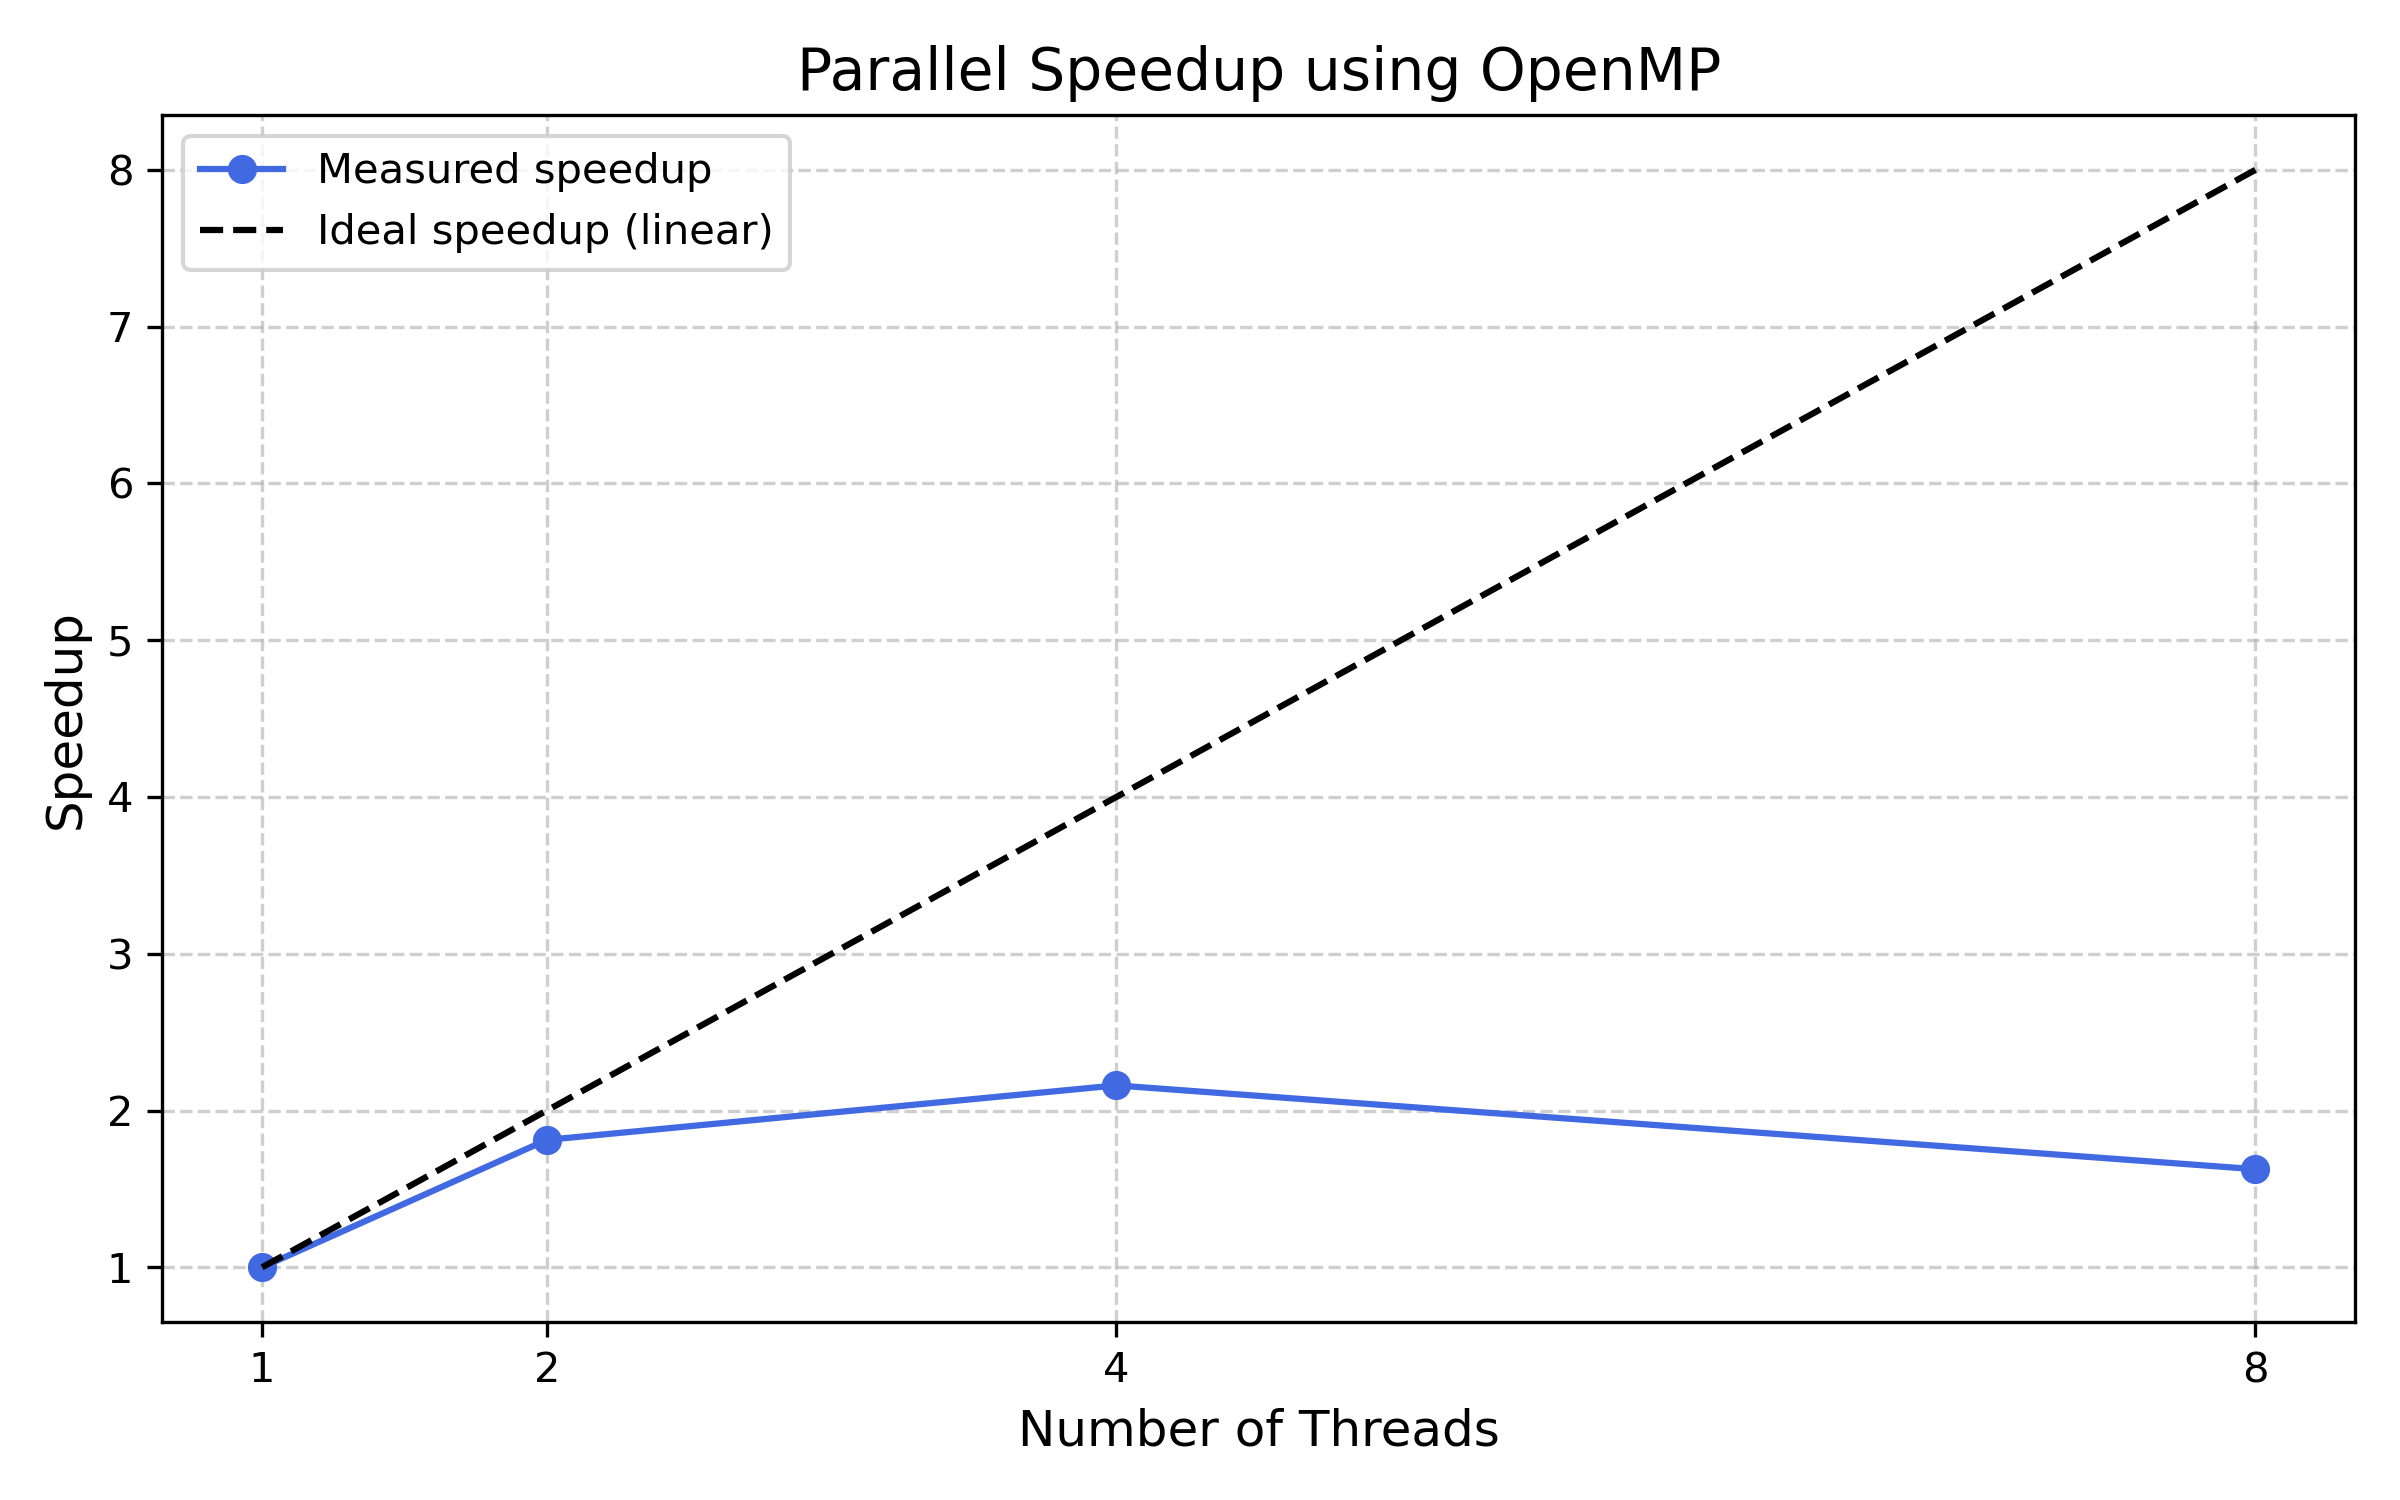 Parallel Speedup using OpenMP
Measured speedup
Ideal speedup (linear)
8
7
6
5
4
3
2
1
Speedup
1
2
4
8
Number of Threads